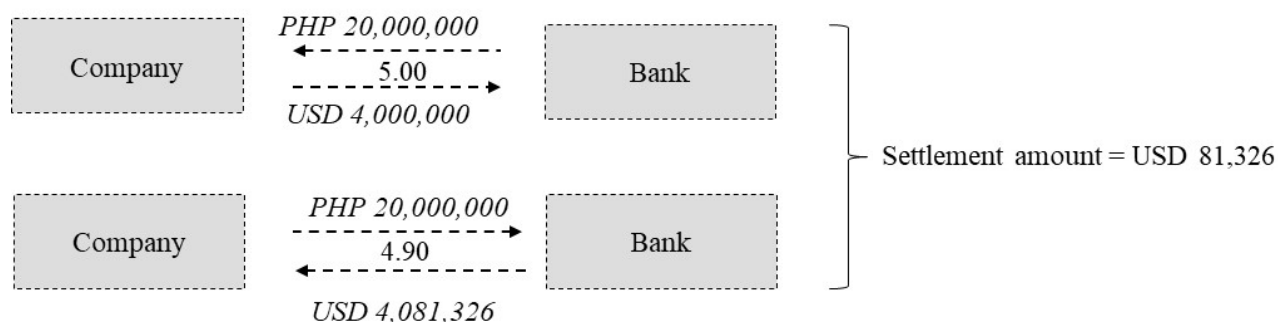 PHP 20,000,000
Company
5.00
Bank
USD 4,000,000
Settlement amount = USD 81,326
PHP 20,000,000
Company
4.90
Bank
USD 4,081,326